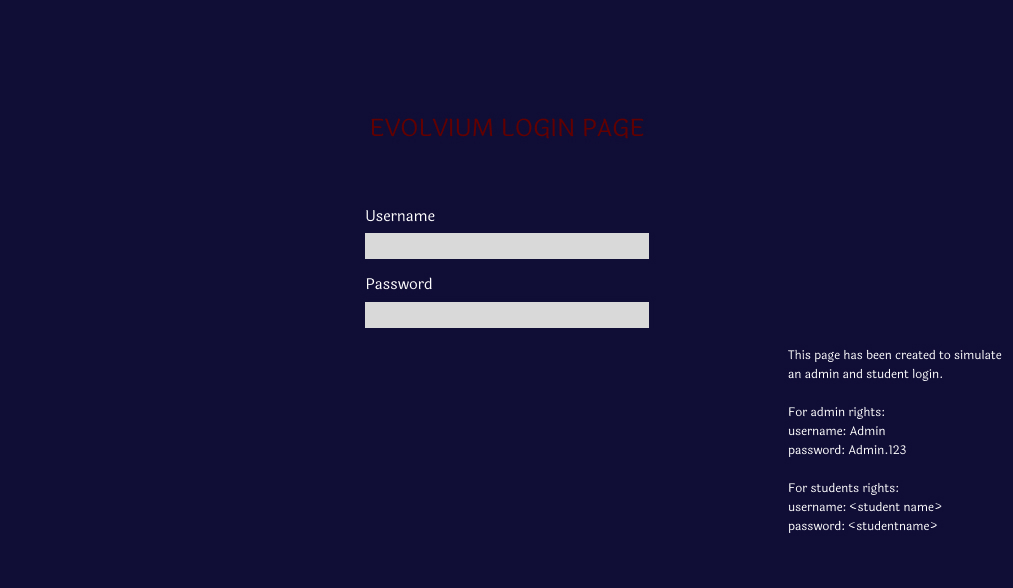 EVOLVIUM LOGIN PAGE
Username
Password
This page has been created to simulate
an admin and student login.
For admin rights:
username: Admin
password: Admin.123
For students rights:
username: <student name>
password: <studentname>